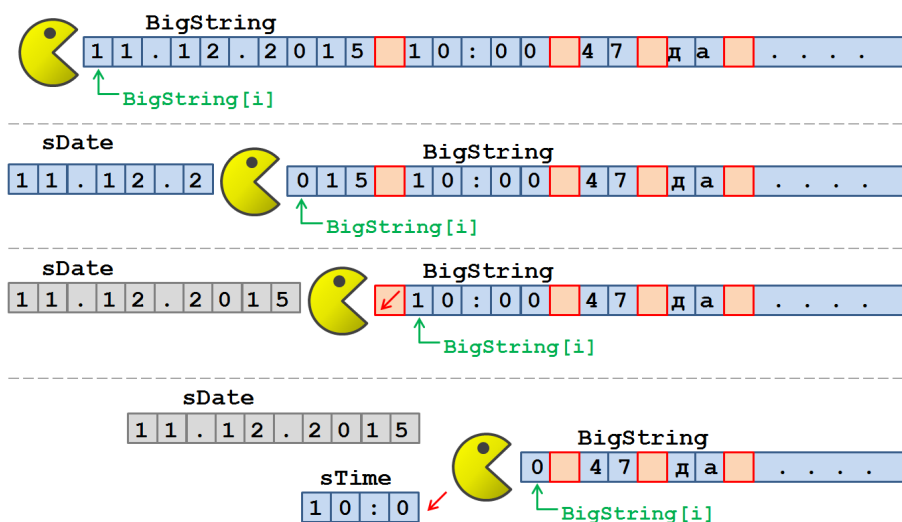 BigString
11.12.2015 10:00 47 да ....
BigString[i]
sDate
BigString
11.12.2 015 10:00 47 да ....
BigString[i]
sDate
BigString
11.12.2015 10:00 47 да ....
BigString[i]
sDate
11.12.2015
BigString
0 47 да ....
sTime
10:0
BigString[i]